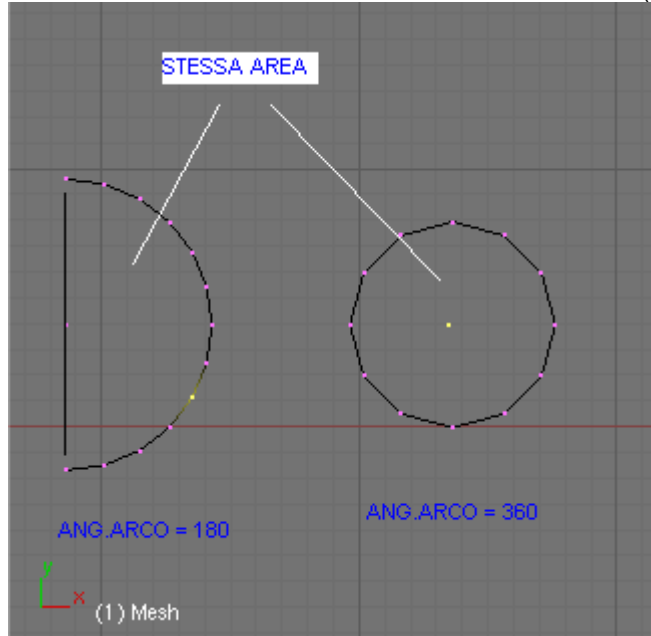 STESSA AREA
ANG.ARCO = 180
ANG.ARCO = 360
y
x
(1) Mesh